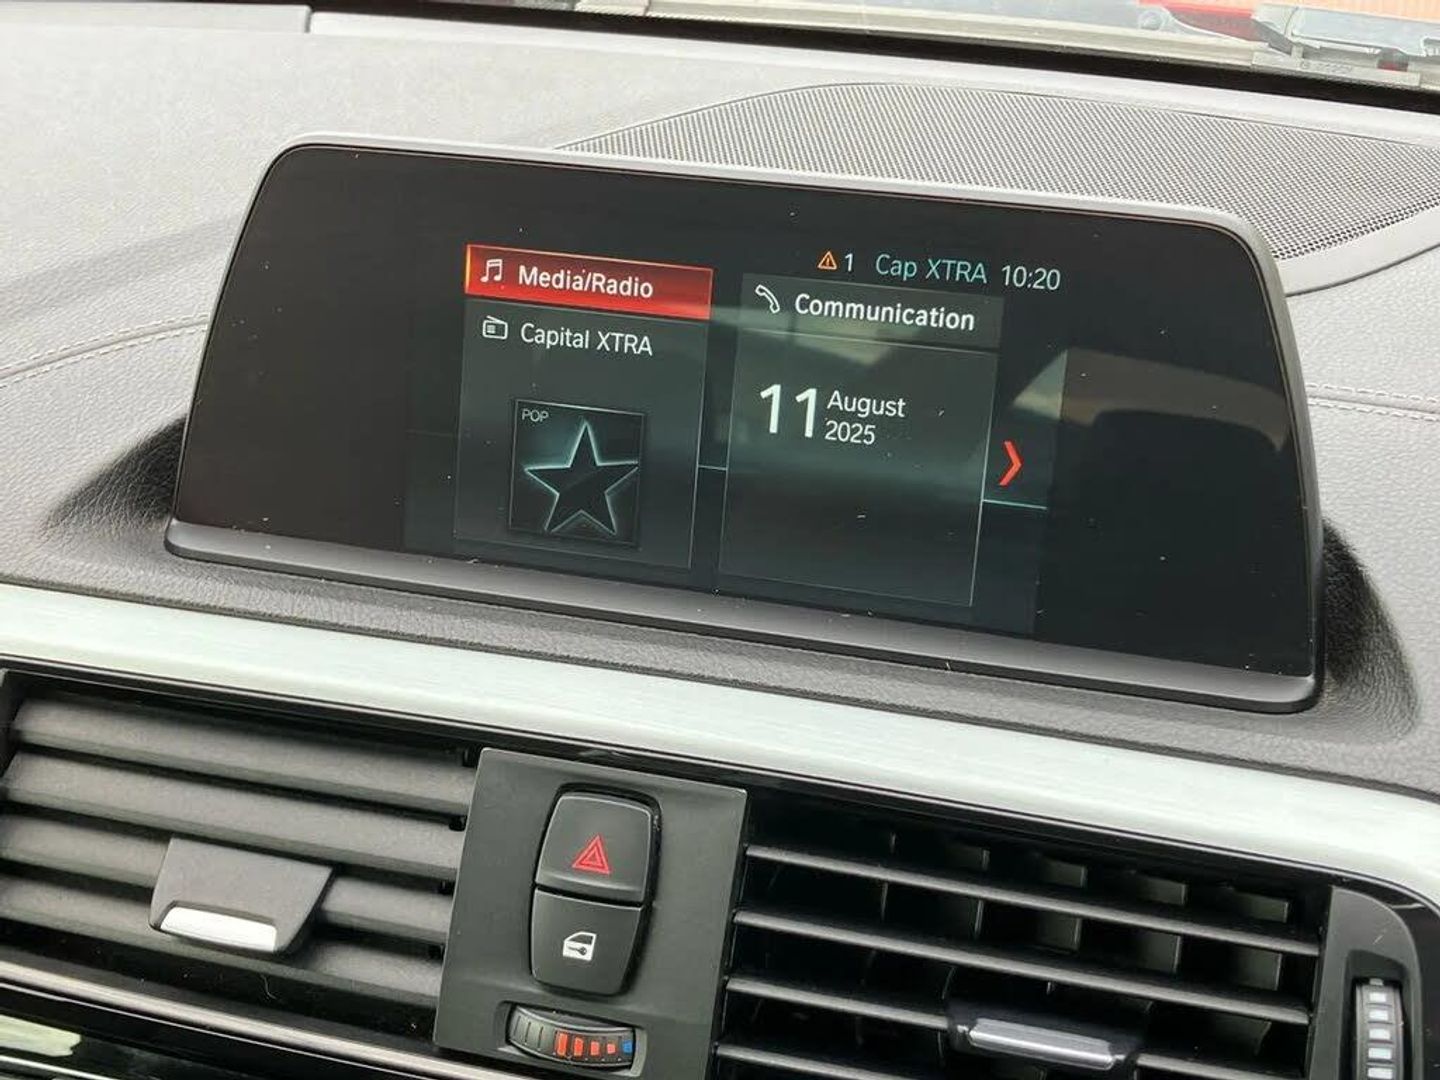 1 Cap XTRA 10:20
Media/Radio
Capital XTRA
POP
Communication
11 August
2025